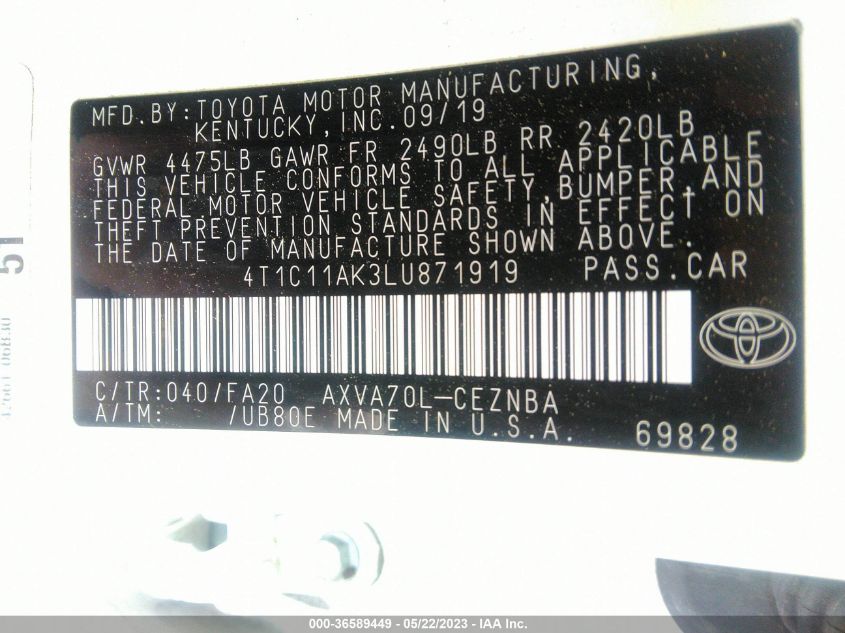 MFD.BY:TOYOTA MOTOR MANUFACTURING,
KENTUCKY,INC.09/19
GVWR 4475LB GAWR FR 2490LB RR 2420LB
THIS VEHICLE CONFORMS TO ALL APPLICABLE
FEDERAL MOTOR VEHICLE SAFETY,BUMPER,AND
THEFT PREVENTION STANDARDS IN EFFECT ON
THE DATE OF MANUFACTURE SHOWN ABOVE.
4T1C11AK3LU871919 PASS.CAR
C/TR:040/FA20 AXVA70L-CEZNBA
A/TM: /UB80E MADE IN U.S.A.
69828
51
000-36589449 - 05/22/2023 - IAA Inc.